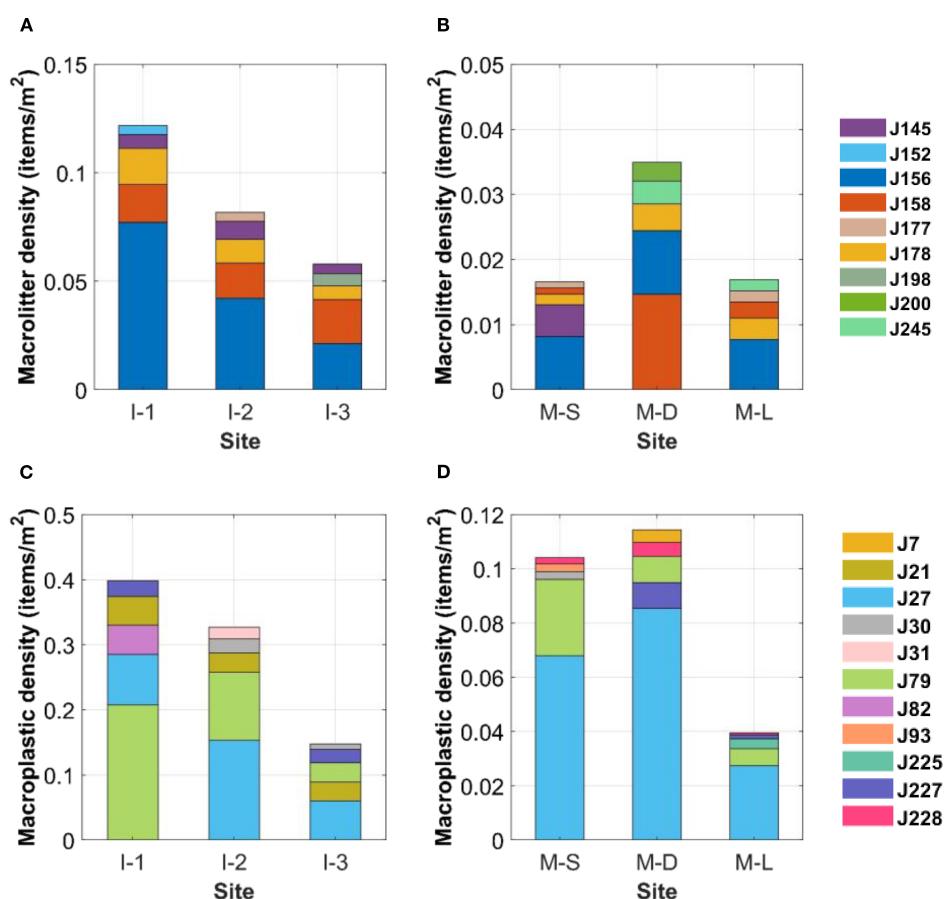 A
Macrolitter density (items/m²)
0.15
0.1
0.05
0
I-1 I-2 I-3
Site
B
Macrolitter density (items/m²)
0.05
0.04
0.03
0.02
0.01
0
M-S M-D M-L
Site
J145
J152
J156
J158
J177
J178
J198
J200
J245
C
Macroplastic density (items/m²)
0.5
0.4
0.3
0.2
0.1
0
I-1 I-2 I-3
Site
D
Macroplastic density (items/m²)
0.12
0.1
0.08
0.06
0.04
0.02
0
M-S M-D M-L
Site
J7
J21
J27
J30
J31
J79
J82
J93
J225
J227
J228